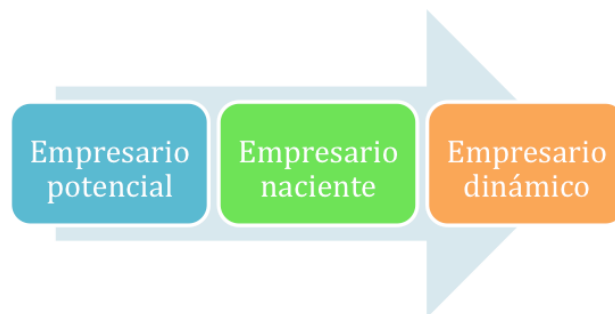 Empresario
potencial
Empresario
naciente
Empresario
dinámico